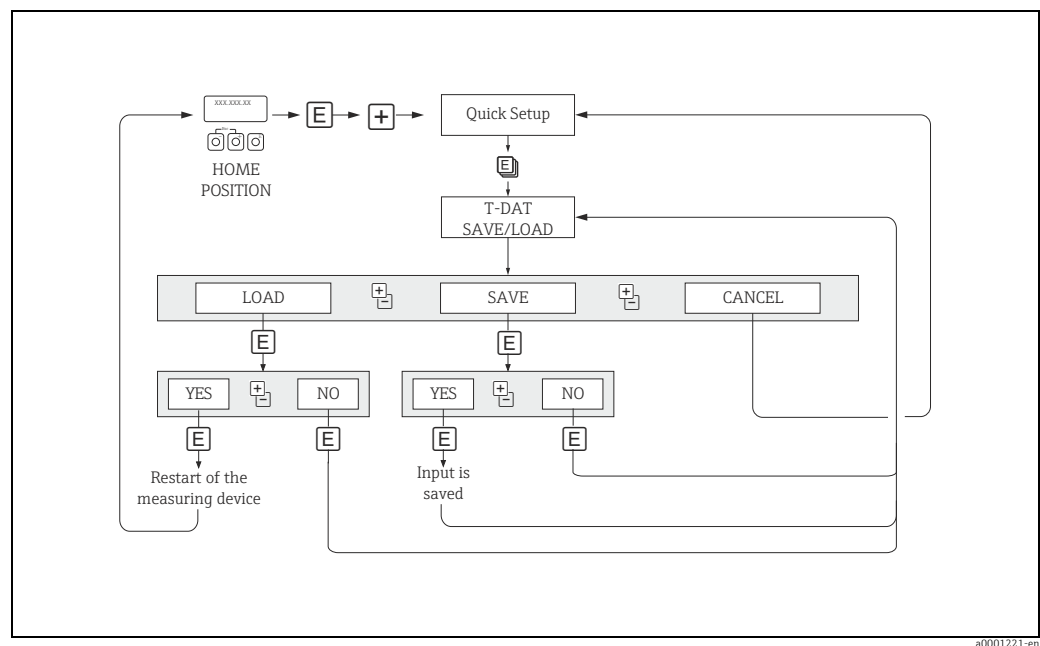 XXX.XXX.XX
E
+
Quick Setup
HOME
POSITION
E
T-DAT
SAVE/LOAD
LOAD
+
-
SAVE
+
-
CANCEL
E
E
YES
+
-
NO
YES
+
-
NO
E
E
E
E
Restart of the
measuring device
Input is
saved
a0001221-en